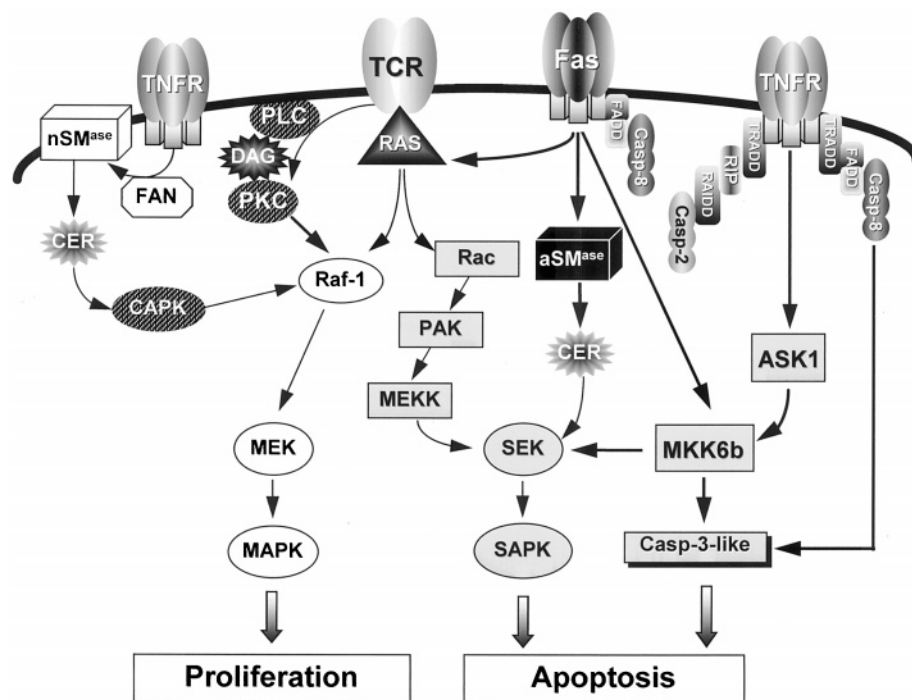 TNFR
TCR
Fas
TNFR
nSMase
PLC
FADD
Casp-8
TRADD
TRADD
RAS
DAG
FAN
PKC
RIP
RAIDD
Casp-2
FADD
Casp-8
CER
Rac
aSMase
Raf-1
CAPK
PAK
CER
ASK1
MEKK
MEK
SEK
MKK6b
MAPK
SAPK
Casp-3-like
Proliferation
Apoptosis